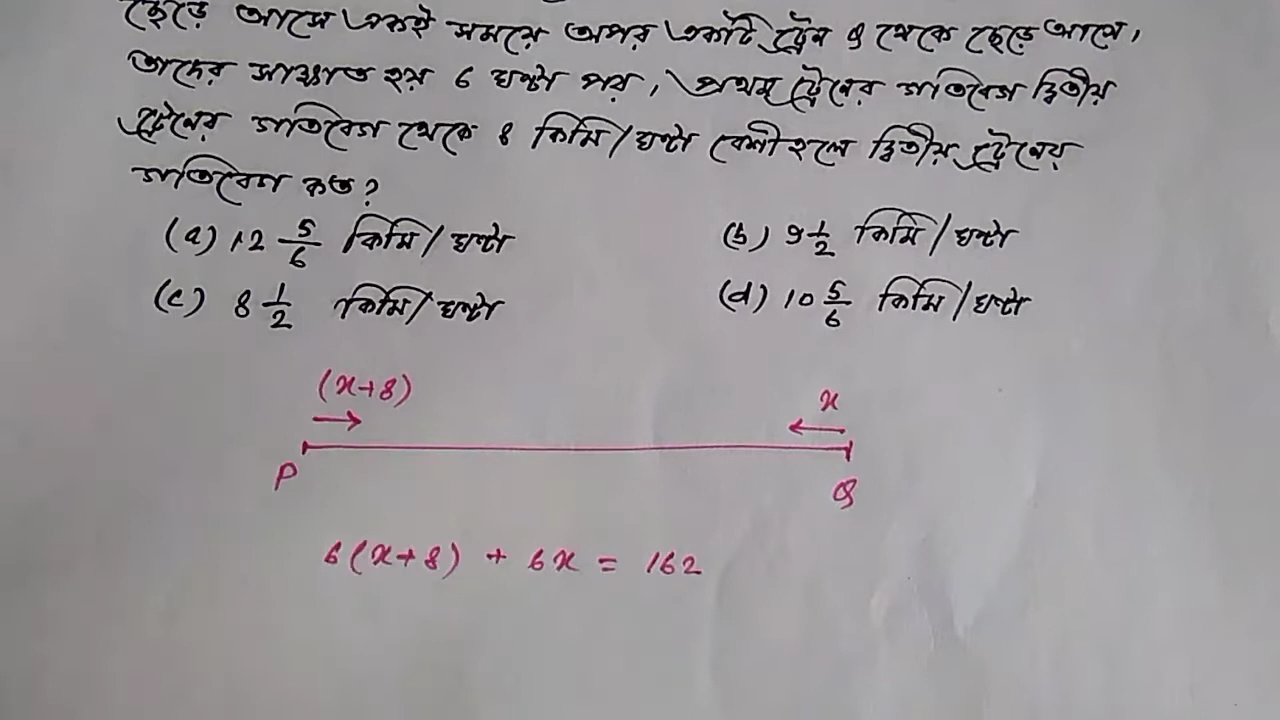 ছেড়ে আসে একই সময়ে অপর একটি ট্রেন Q থেকে ছেড়ে আসে,
তাদের সাক্ষাত হয় 6 ঘণ্টা পর, প্রথম ট্রেনের গতিবেগ দ্বিতীয়
ট্রেনের গতিবেগ থেকে 8 কিমি/ঘণ্টা বেশী হলে দ্বিতীয় ট্রেনের
গতিবেগ কত?
(a) 12 5/6 কিমি/ঘণ্টা (b) 9 1/2 কিমি/ঘণ্টা
(c) 8 1/2 কিমি/ঘণ্টা (d) 10 5/6 কিমি/ঘণ্টা
(x+8) x
P Q
6(x+8) + 6x = 162